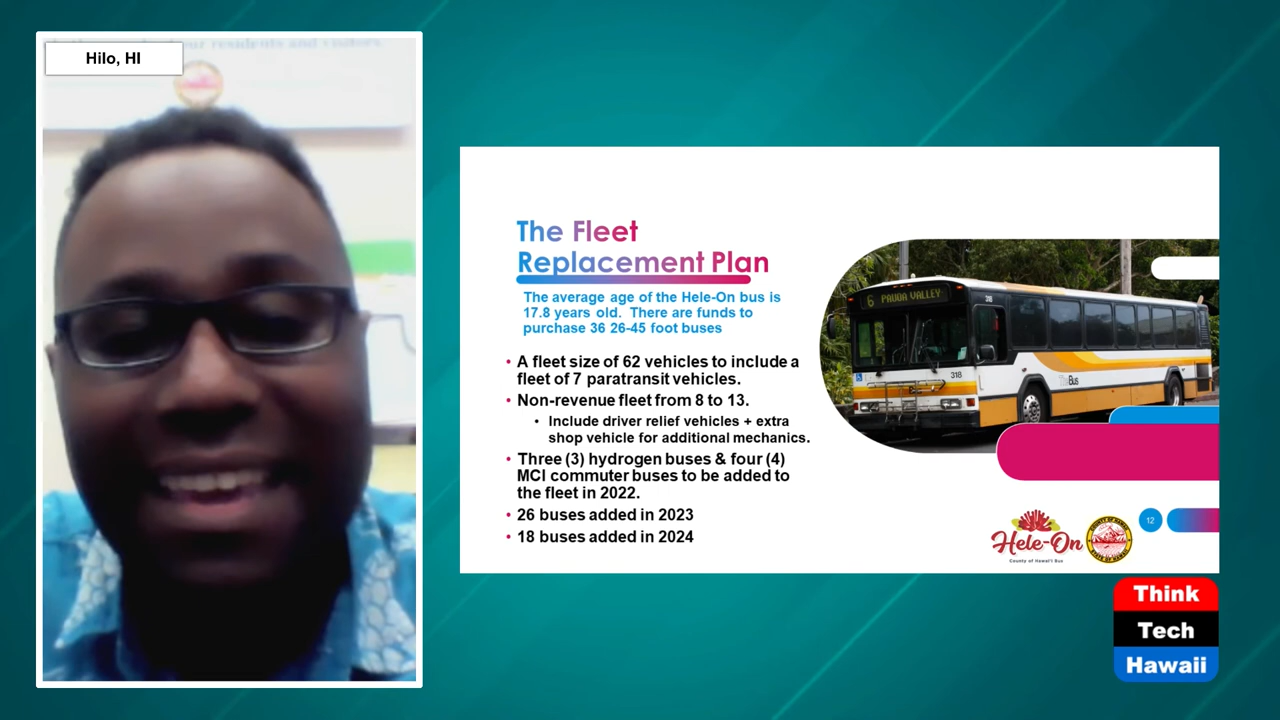 our residents and visitors.
Hilo, HI
The Fleet
Replacement Plan
The average age of the Hele-On bus is
17.8 years old. There are funds to
purchase 36 26-45 foot buses
• A fleet size of 62 vehicles to include a
fleet of 7 paratransit vehicles.
• Non-revenue fleet from 8 to 13.
• Include driver relief vehicles + extra
shop vehicle for additional mechanics.
• Three (3) hydrogen buses & four (4)
MCI commuter buses to be added to
the fleet in 2022.
• 26 buses added in 2023
• 18 buses added in 2024
6 PAUOA VALLEY
318
318
TheBus
Hele-On
County of Hawai'i Bus
12
Think
Tech
Hawaii